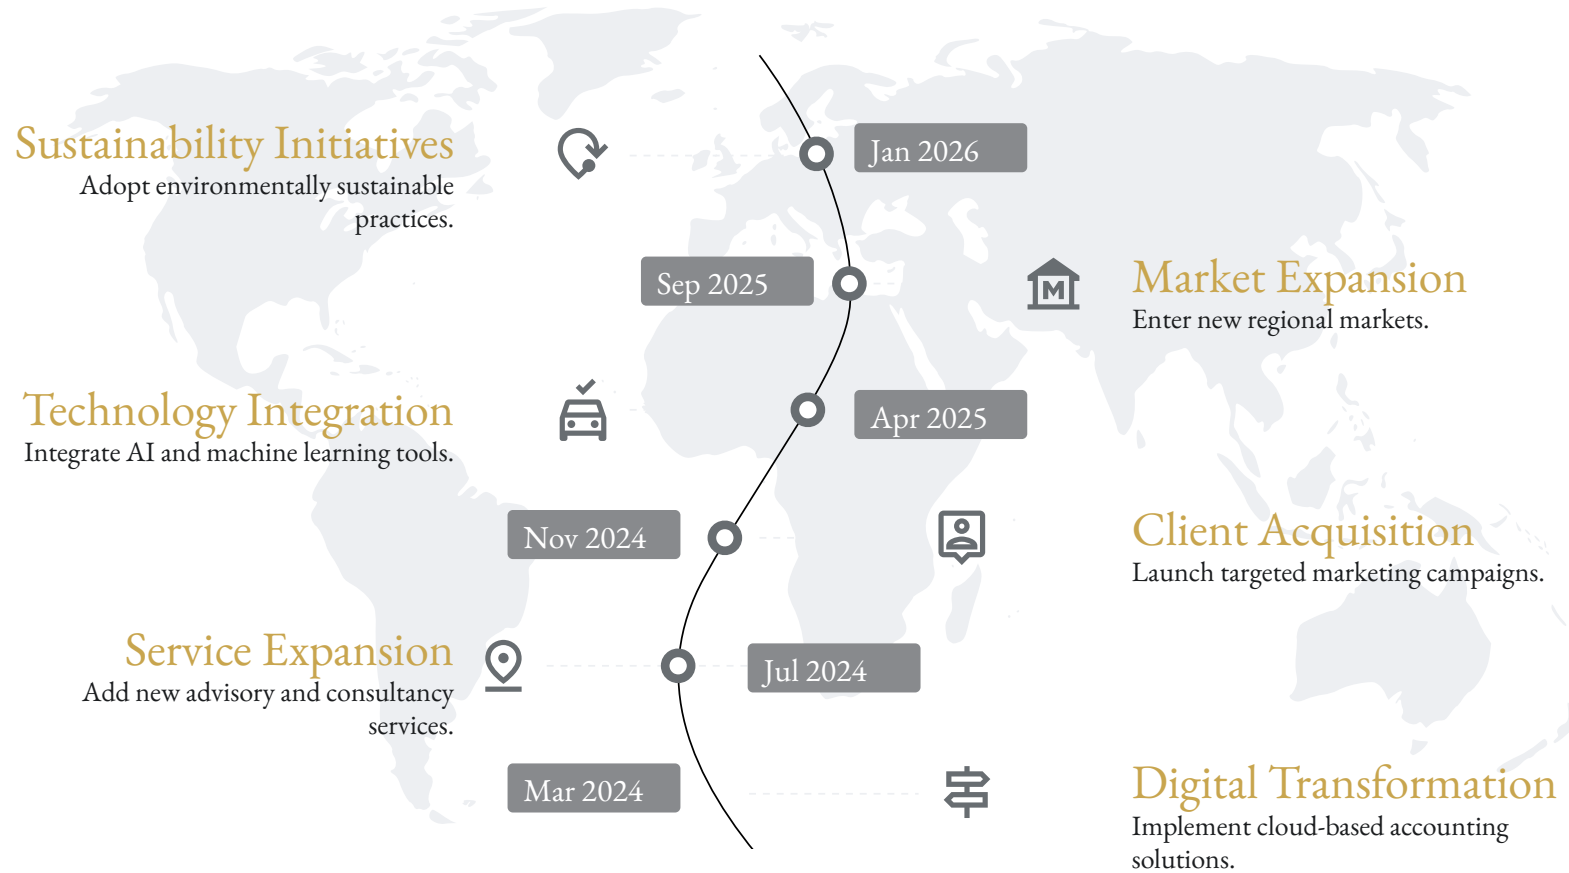 Sustainability Initiatives
Adopt environmentally sustainable
practices.
Jan 2026
Sep 2025
Market Expansion
Enter new regional markets.
Technology Integration
Integrate AI and machine learning tools.
Apr 2025
Nov 2024
Client Acquisition
Launch targeted marketing campaigns.
Service Expansion
Add new advisory and consultancy
services.
Jul 2024
Mar 2024
Digital Transformation
Implement cloud-based accounting
solutions.
M